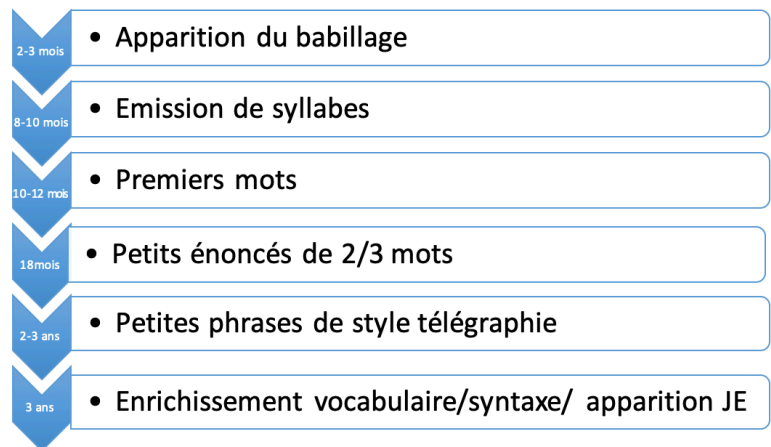 2-3 mois
• Apparition du babillage
8-10 mois
• Emission de syllabes
10-12 mois
• Premiers mots
18mois
• Petits énoncés de 2/3 mots
2-3 ans
• Petites phrases de style télégraphie
3 ans
• Enrichissement vocabulaire/syntaxe/ apparition JE